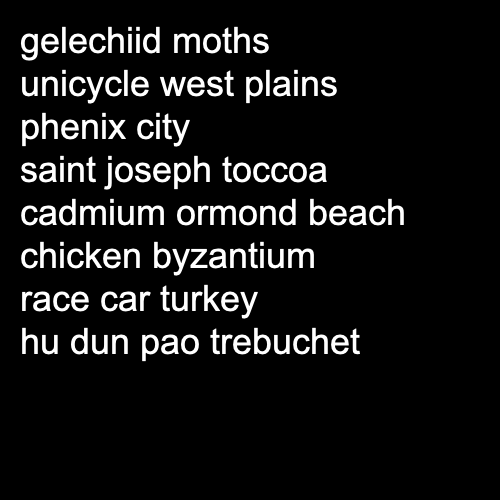 gelechiid moths
unicycle west plains
phenix city
saint joseph toccoa
cadmium ormond beach
chicken byzantium
race car turkey
hu dun pao trebuchet